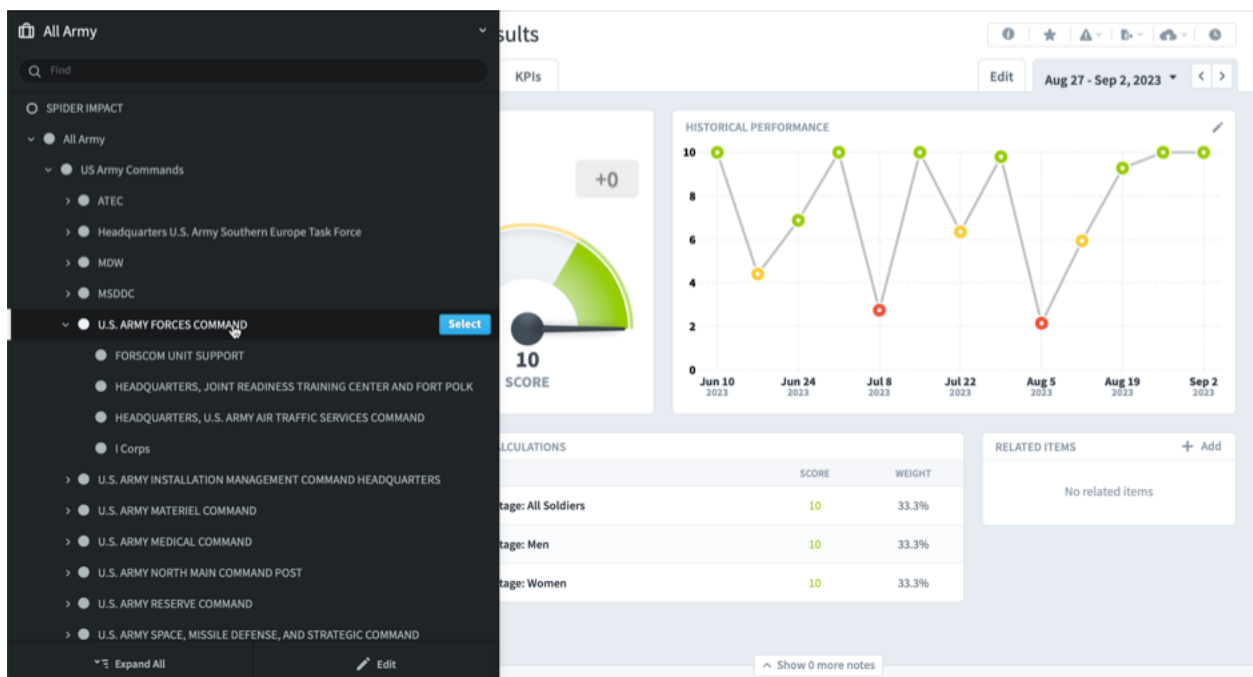 All Army
Find
SPIDER IMPACT
All Army
US Army Commands
ATEC
Headquarters U.S. Army Southern Europe Task Force
MDW
MSDDC
U.S. ARMY FORCES COMMAND
Select
FORSCOM UNIT SUPPORT
HEADQUARTERS, JOINT READINESS TRAINING CENTER AND FORT POLK
HEADQUARTERS, U.S. ARMY AIR TRAFFIC SERVICES COMMAND
I Corps
U.S. ARMY INSTALLATION MANAGEMENT COMMAND HEADQUARTERS
U.S. ARMY MATERIEL COMMAND
U.S. ARMY MEDICAL COMMAND
U.S. ARMY NORTH MAIN COMMAND POST
U.S. ARMY RESERVE COMMAND
U.S. ARMY SPACE, MISSILE DEFENSE, AND STRATEGIC COMMAND
Expand All
Edit
sults
KPIs
Edit
Aug 27 - Sep 2, 2023
+0
10
SCORE
HISTORICAL PERFORMANCE
10
8
6
4
2
0
Jun 10 2023
Jun 24 2023
Jul 8 2023
Jul 22 2023
Aug 5 2023
Aug 19 2023
Sep 2 2023
LCULATIONS
SCORE WEIGHT
tage: All Soldiers 10 33.3%
tage: Men 10 33.3%
tage: Women 10 33.3%
RELATED ITEMS
+ Add
No related items
Show 0 more notes